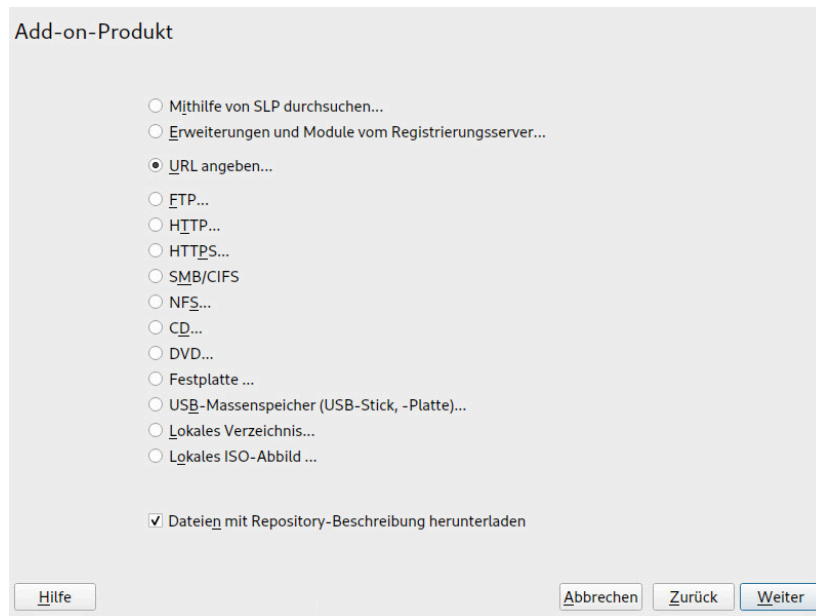 Add-on-Produkt
Mithilfe von SLP durchsuchen...
Erweiterungen und Module vom Registrierungsserver...
URL angeben...
FTP...
HTTP...
HTTPS...
SMB/CIFS
NFS...
CD...
DVD...
Festplatte ...
USB-Massenspeicher (USB-Stick, -Platte)...
Lokales Verzeichnis...
Lokales ISO-Abbild ...
Dateien mit Repository-Beschreibung herunterladen
Hilfe Abbrechen Zurück Weiter